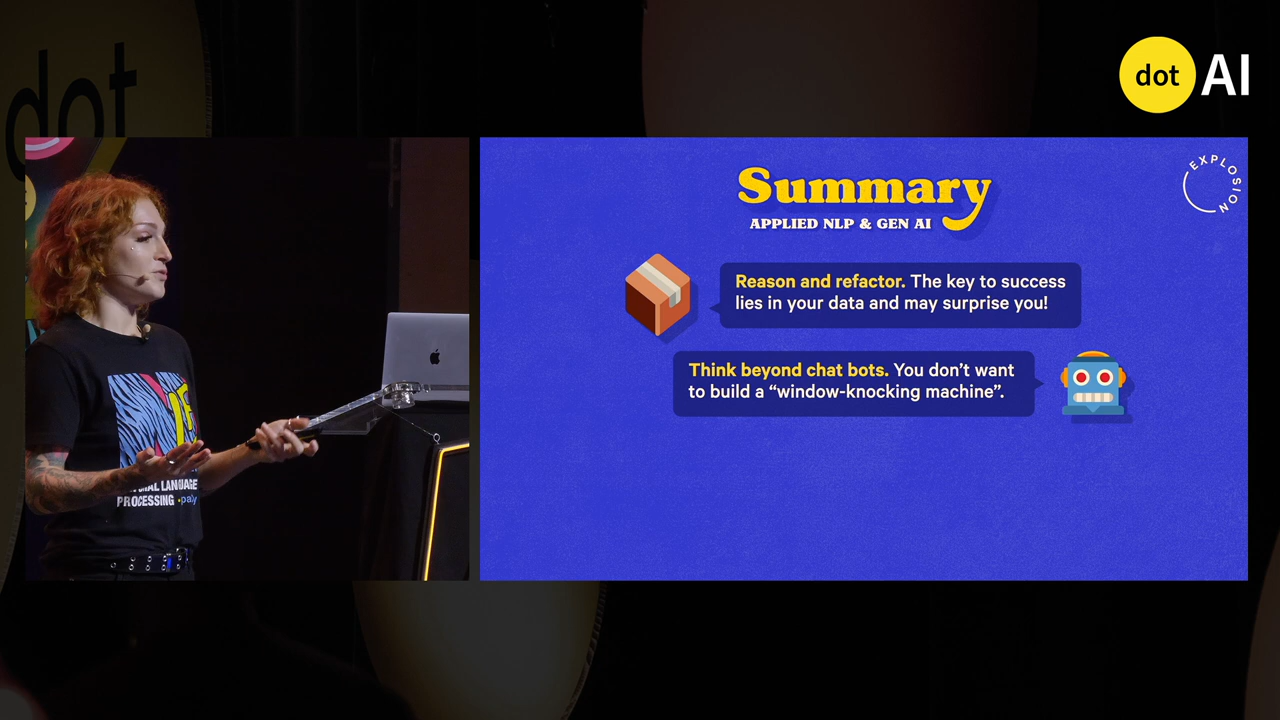 dot
dot AI
EXPLOSION
Summary
APPLIED NLP & GEN AI
Reason and refactor. The key to success
lies in your data and may surprise you!
Think beyond chat bots. You don’t want
to build a “window-knocking machine”.
LANGUAGE
PROCESSING